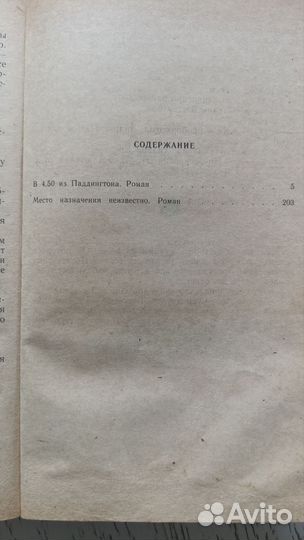 СОДЕРЖАНИЕ
В 4.50 из Паддингтона. Роман . . . . . . . . 5
Место назначения неизвестно. Роман . . . . . . 203
Avito